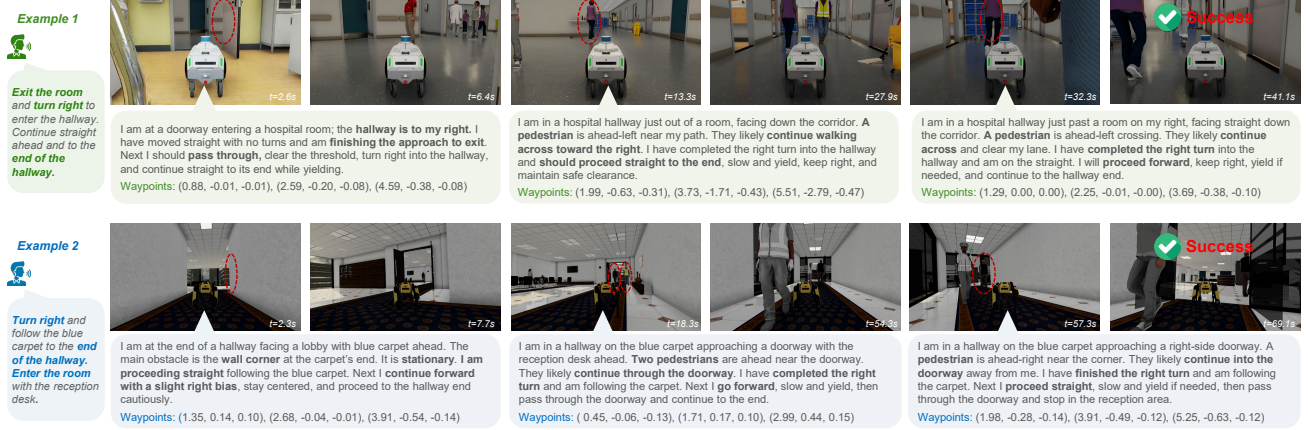 Example 1
Exit the room
and turn right to
enter the hallway.
Continue straight
ahead and to the
end of the
hallway.
t=2.6s
t=6.4s
t=13.3s
t=27.9s
t=32.3s
Success
t=41.1s
I am at a doorway entering a hospital room; the hallway is to my right. I
have moved straight with no turns and am finishing the approach to exit.
Next I should pass through, clear the threshold, turn right into the hallway,
and continue straight to its end while yielding.
Waypoints: (0.88, -0.01, -0.01), (2.59, -0.20, -0.08), (4.59, -0.38, -0.08)
I am in a hospital hallway just out of a room, facing down the corridor. A
pedestrian is ahead-left near my path. They likely continue walking
across toward the right. I have completed the right turn into the hallway
and should proceed straight to the end, slow and yield, keep right, and
maintain safe clearance.
Waypoints: (1.99, -0.63, -0.31), (3.73, -1.71, -0.43), (5.51, -2.79, -0.47)
I am in a hospital hallway just past a room on my right, facing straight down
the corridor. A pedestrian is ahead-left crossing. They likely continue
across and clear my lane. I have completed the right turn into the
hallway and am on the straight. I will proceed forward, keep right, yield if
needed, and continue to the hallway end.
Waypoints: (1.29, 0.00, 0.00), (2.25, -0.01, -0.00), (3.69, -0.38, -0.10)
Example 2
Turn right and
follow the blue
carpet to the end
of the hallway.
Enter the room
with the reception
desk.
t=2.3s
t=7.7s
t=18.3s
t=54.3s
t=57.3s
Success
t=69.1s
I am at the end of a hallway facing a lobby with blue carpet ahead. The
main obstacle is the wall corner at the carpet's end. It is stationary. I am
proceeding straight following the blue carpet. Next I continue forward
with a slight right bias, stay centered, and proceed to the hallway end
cautiously.
Waypoints: (1.35, 0.14, 0.10), (2.68, -0.04, -0.01), (3.91, -0.54, -0.14)
I am in a hallway on the blue carpet approaching a doorway with the
reception desk ahead. Two pedestrians are ahead near the doorway.
They likely continue through the doorway. I have completed the right
turn and am following the carpet. Next I go forward, slow and yield, then
pass through the doorway and continue to the end.
Waypoints: ( 0.45, -0.06, -0.13), (1.71, 0.17, 0.10), (2.99, 0.44, 0.15)
I am in a hallway on the blue carpet approaching a right-side doorway. A
pedestrian is ahead-right near the corner. They likely continue into the
doorway away from me. I have finished the right turn and am following
the carpet. Next I proceed straight, slow and yield if needed, then pass
through the doorway and stop in the reception area.
Waypoints: (1.98, -0.28, -0.14), (3.91, -0.49, -0.12), (5.25, -0.63, -0.12)